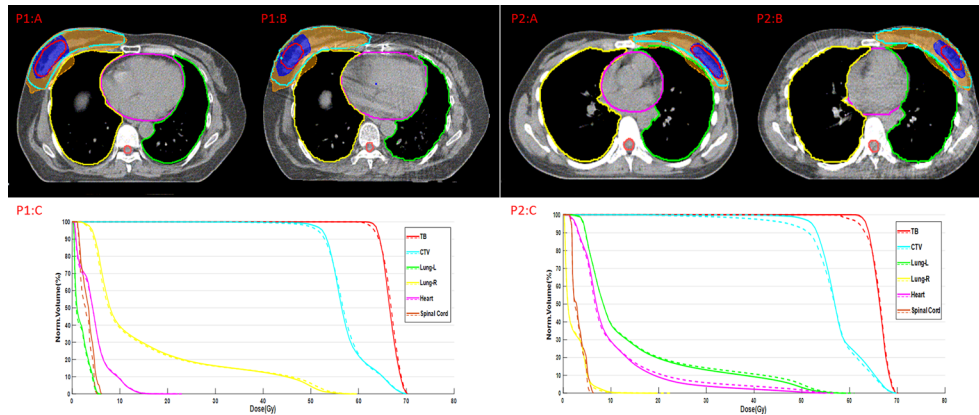 P1:A
P1:B
P2:A
P2:B
P1:C
Norm.Volume(%)
100
90
80
70
60
50
40
30
20
10
0
0 10 20 30 40 50 60 70 80
Dose(Gy)
TB
CTV
Lung-L
Lung-R
Heart
Spinal Cord
P2:C
Norm.Volume(%)
100
90
80
70
60
50
40
30
20
10
0
0 10 20 30 40 50 60 70 80
Dose(Gy)
TB
CTV
Lung-L
Lung-R
Heart
Spinal Cord